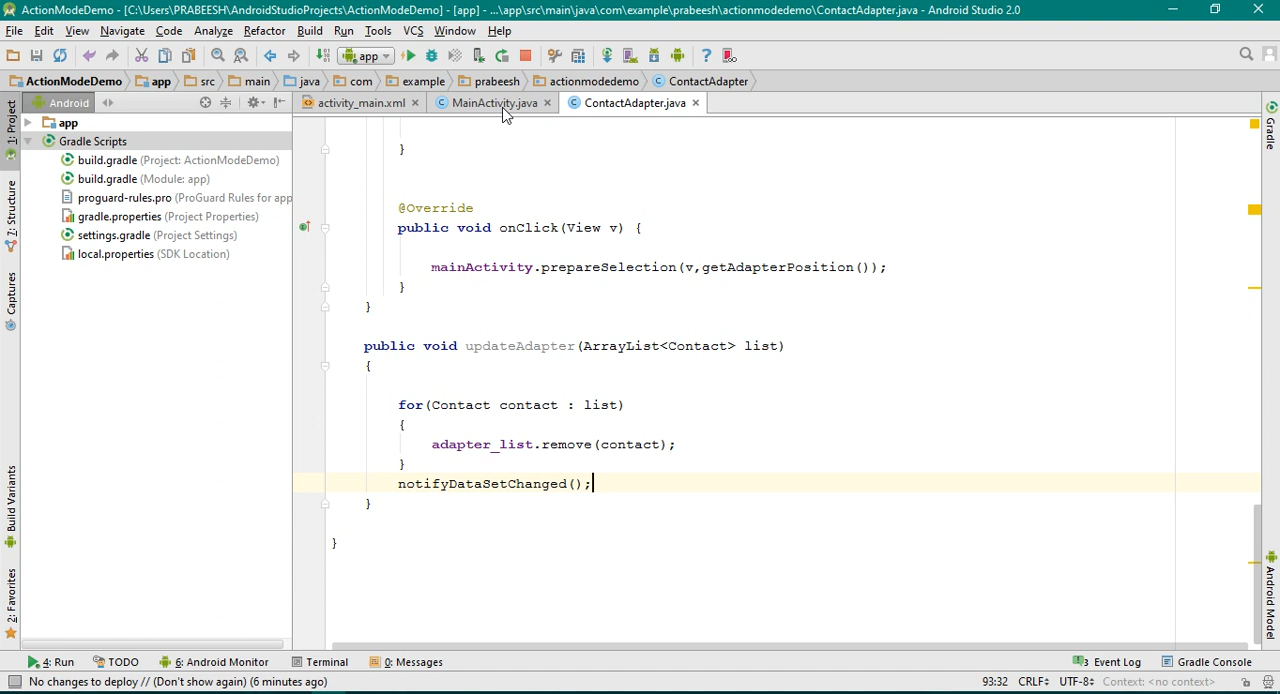 ActionModeDemo - [C:\Users\PRABEESH\AndroidStudioProjects\ActionModeDemo] - [app] - ...\app\src\main\java\com\example\prabeesh\actionmodedemo\ContactAdapter.java - Android Studio 2.0
File Edit View Navigate Code Analyze Refactor Build Run Tools VCS Window Help
app
ActionModeDemo app src main java com example prabeesh actionmodedemo ContactAdapter
Android
activity_main.xml MainActivity.java ContactAdapter.java
app
Gradle Scripts
build.gradle (Project: ActionModeDemo)
build.gradle (Module: app)
proguard-rules.pro (ProGuard Rules for app
gradle.properties (Project Properties)
settings.gradle (Project Settings)
local.properties (SDK Location)
1: Project
7: Structure
Captures
Build Variants
2: Favorites
}
@Override
public void onClick(View v) {
mainActivity.prepareSelection(v,getAdapterPosition());
}
}
public void updateAdapter(ArrayList<Contact> list)
{
for(Contact contact : list)
{
adapter_list.remove(contact);
}
notifyDataSetChanged();
}
}
Gradle
Android Model
4: Run TODO 6: Android Monitor Terminal 0: Messages 3 Event Log Gradle Console
No changes to deploy // (Don't show again) (6 minutes ago) 93:32 CRLF UTF-8 Context: <no context>